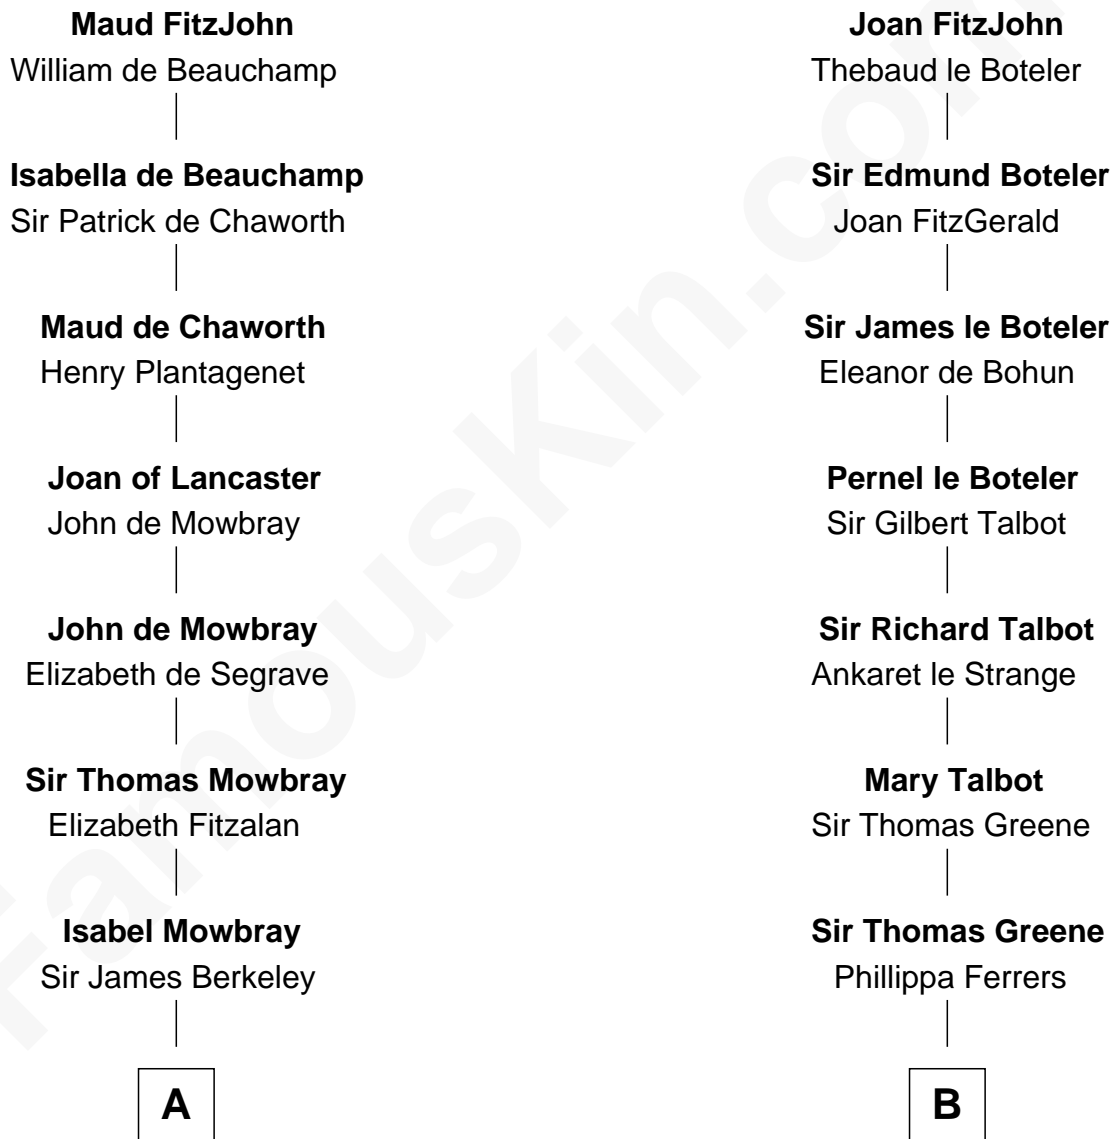 Maud FitzJohn
William de Beauchamp
Isabella de Beauchamp
Sir Patrick de Chaworth
Maud de Chaworth
Henry Plantagenet
Joan of Lancaster
John de Mowbray
John de Mowbray
Elizabeth de Segrave
Sir Thomas Mowbray
Elizabeth Fitzalan
Isabel Mowbray
Sir James Berkeley
A
Joan FitzJohn
Thebaud le Boteler
Sir Edmund Boteler
Joan FitzGerald
Sir James le Boteler
Eleanor de Bohun
Pernel le Boteler
Sir Gilbert Talbot
Sir Richard Talbot
Ankaret le Strange
Mary Talbot
Sir Thomas Greene
Sir Thomas Greene
Phillippa Ferrers
B
FamousKin.com